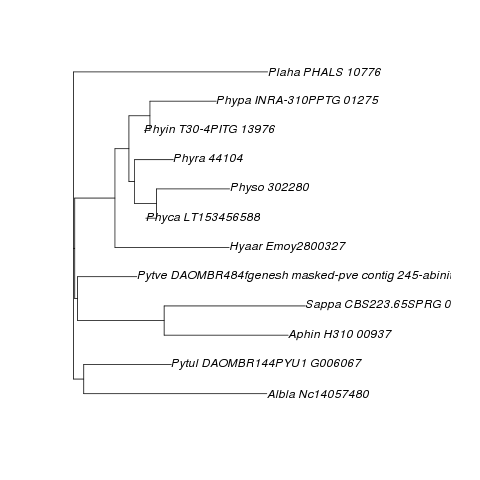 Plaha PHALS 10776
Phypa INRA-310PPTG 01275
Phyin T30-4PITG 13976
Phyra 44104
Physo 302280
Phyca LT153456588
Hyaar Emoy2800327
Pytve DAOMBR484fgenesh masked-pve contig 245-abini
Sappa CBS223.65SPRG 0
Aphin H310 00937
Pytul DAOMBR144PYU1 G006067
Albla Nc14057480